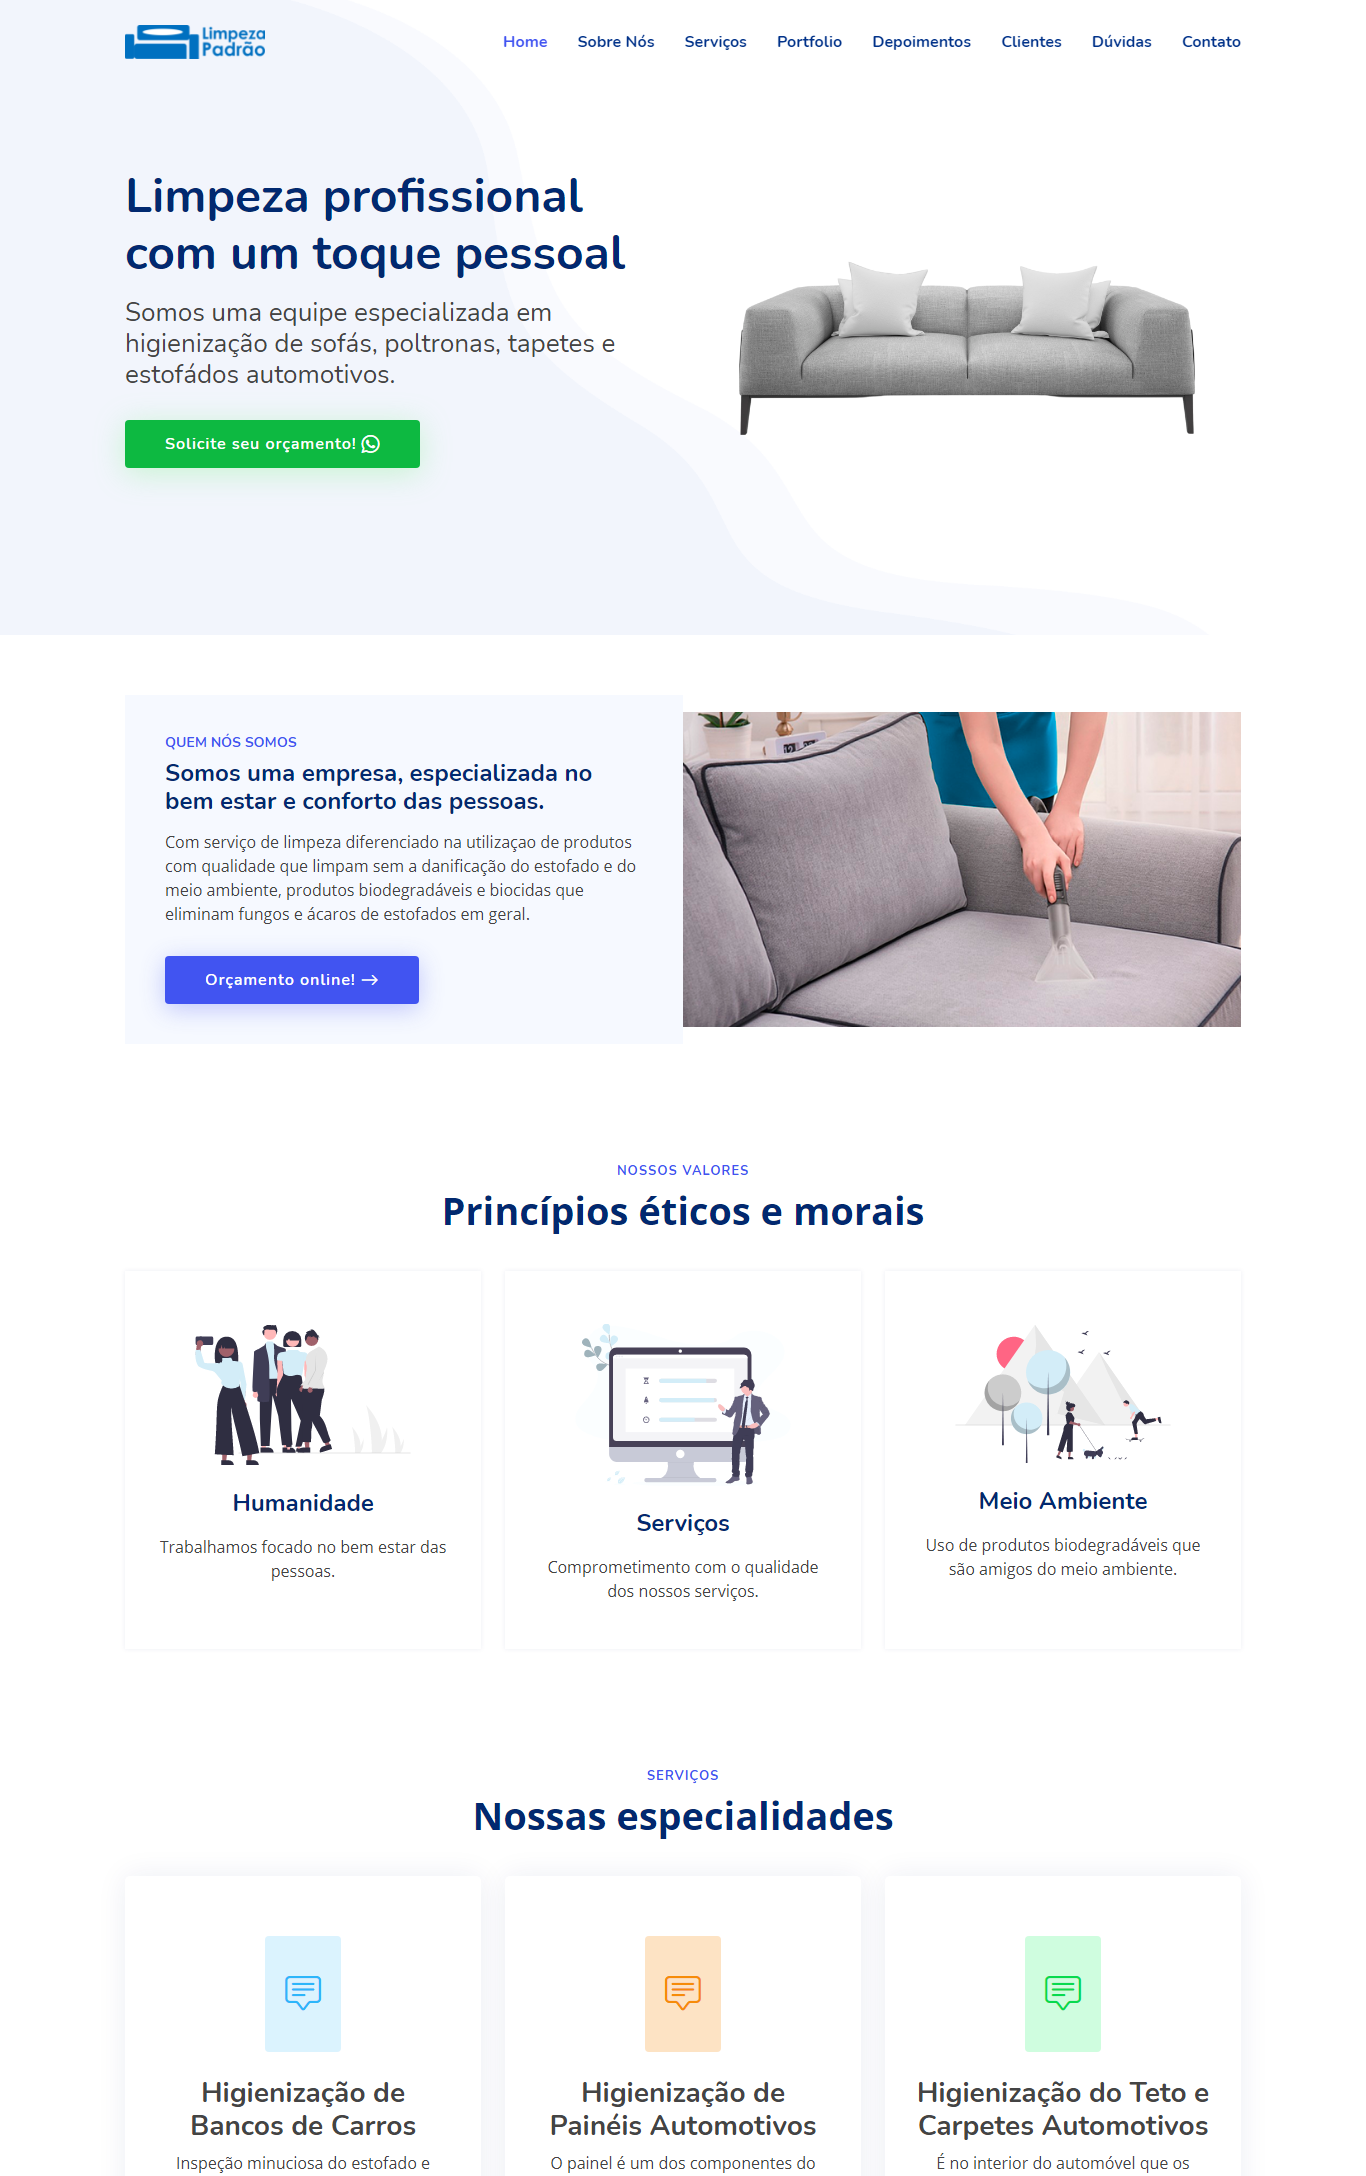 Limpeza
Padrão
Home Sobre Nós Serviços Portfolio Depoimentos Clientes Dúvidas Contato
Limpeza profissional
com um toque pessoal
Somos uma equipe especializada em
higienização de sofás, poltronas, tapetes e
estofádos automotivos.
Solicite seu orçamento!
QUEM NÓS SOMOS
Somos uma empresa, especializada no
bem estar e conforto das pessoas.
Com serviço de limpeza diferenciado na utilizaçao de produtos
com qualidade que limpam sem a danificação do estofado e do
meio ambiente, produtos biodegradáveis e biocidas que
eliminam fungos e ácaros de estofados em geral.
Orçamento online!
NOSSOS VALORES
Princípios éticos e morais
Humanidade
Trabalhamos focado no bem estar das
pessoas.
Serviços
Comprometimento com o qualidade
dos nossos serviços.
Meio Ambiente
Uso de produtos biodegradáveis que
são amigos do meio ambiente.
SERVIÇOS
Nossas especialidades
Higienização de
Bancos de Carros
Inspeção minuciosa do estofado e
Higienização de
Painéis Automotivos
O painel é um dos componentes do
Higienização do Teto e
Carpetes Automotivos
É no interior do automóvel que os